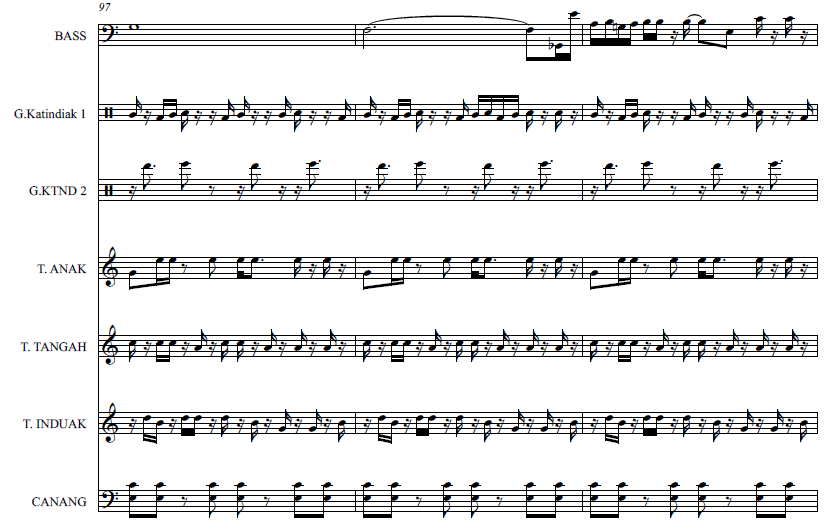 97
BASS
G.Katindiak 1
G.KTND 2
T. ANAK
T. TANGAH
T. INDUAK
CANANG